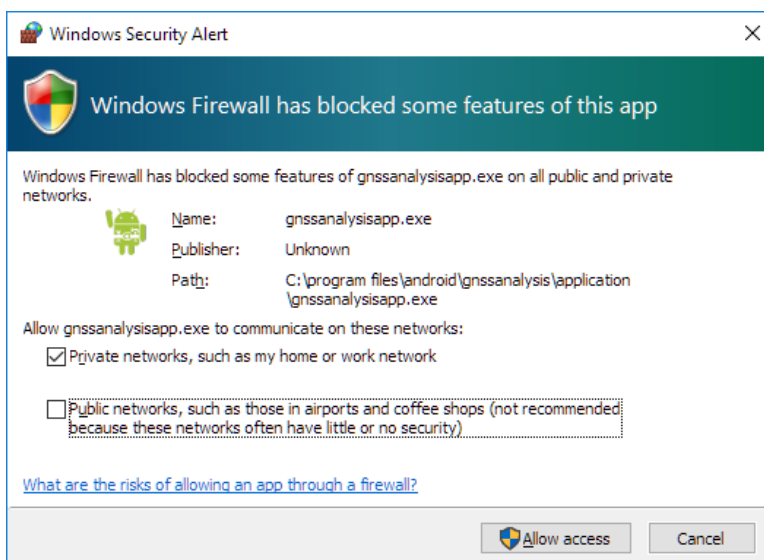 Windows Security Alert
Windows Firewall has blocked some features of this app
Windows Firewall has blocked some features of gnssanalysisapp.exe on all public and private
networks.
Name: gnssanalysisapp.exe
Publisher: Unknown
Path: C:\program files\android\gnssanalysis\application
\gnssanalysisapp.exe
Allow gnssanalysisapp.exe to communicate on these networks:
Private networks, such as my home or work network
Public networks, such as those in airports and coffee shops (not recommended
because these networks often have little or no security)
What are the risks of allowing an app through a firewall?
Allow access Cancel